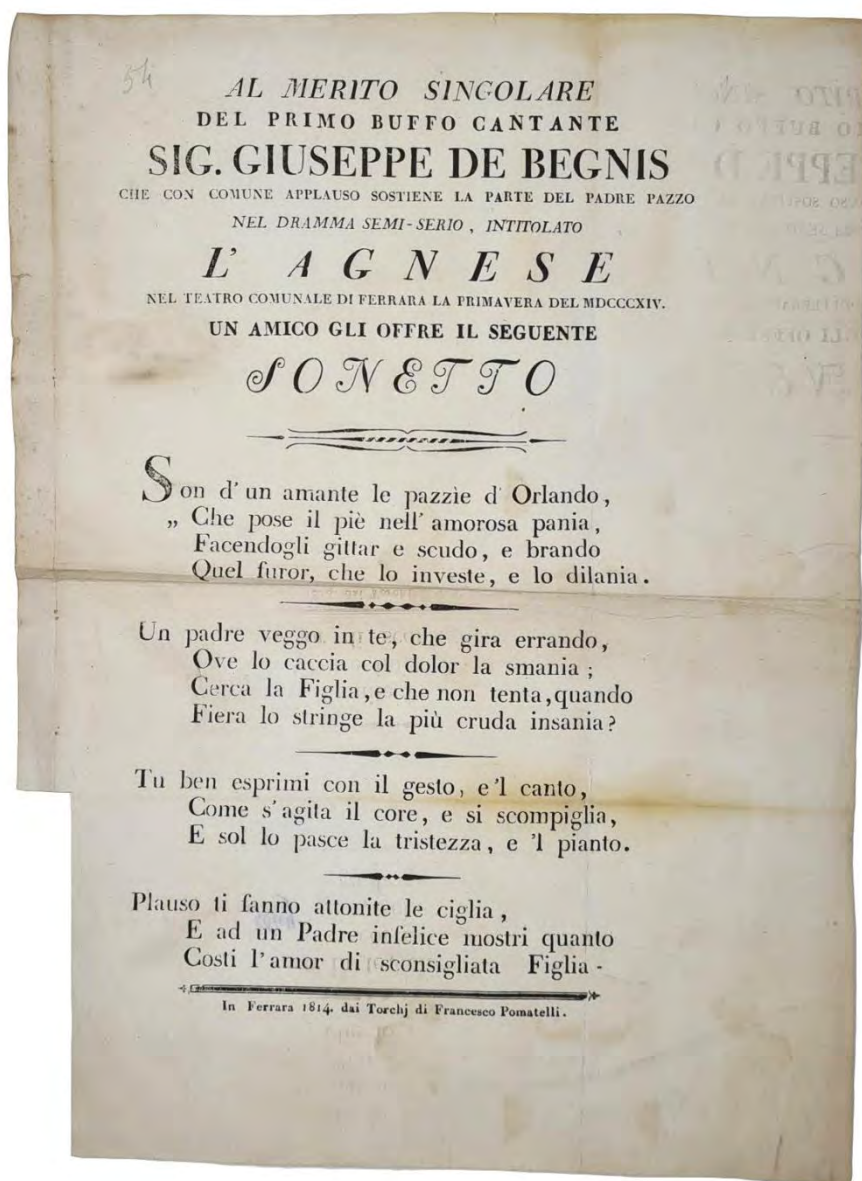 54
AL MERITO SINGOLARE
DEL PRIMO BUFFO CANTANTE
SIG. GIUSEPPE DE BEGNIS
CHE CON COMUNE APPLAUSO SOSTIENE LA PARTE DEL PADRE PAZZO
NEL DRAMMA SEMI-SERIO, INTITOLATO
L' AGNESE
NEL TEATRO COMUNALE DI FERRARA LA PRIMAVERA DEL MDCCCXIV.
UN AMICO GLI OFFRE IL SEGUENTE
SONETTO
Son d'un amante le pazzìe d'Orlando,
„ Che pose il piè nell'amorosa pania,
Facendogli gittar e scudo, e brando
Quel furor, che lo investe, e lo dilania.
Un padre veggo in te, che gira errando,
Ove lo caccia col dolor la smania;
Cerca la Figlia, e che non tenta, quando
Fiera lo stringe la più cruda insania?
Tu ben esprimi con il gesto, e 'l canto,
Come s'agita il core, e si scompiglia,
E sol lo pasce la tristezza, e 'l pianto.
Plauso ti fanno attonite le ciglia,
E ad un Padre infelice mostri quanto
Costi l'amor di sconsigliata Figlia -
In Ferrara 1814. dai Torchj di Francesco Pomatelli.